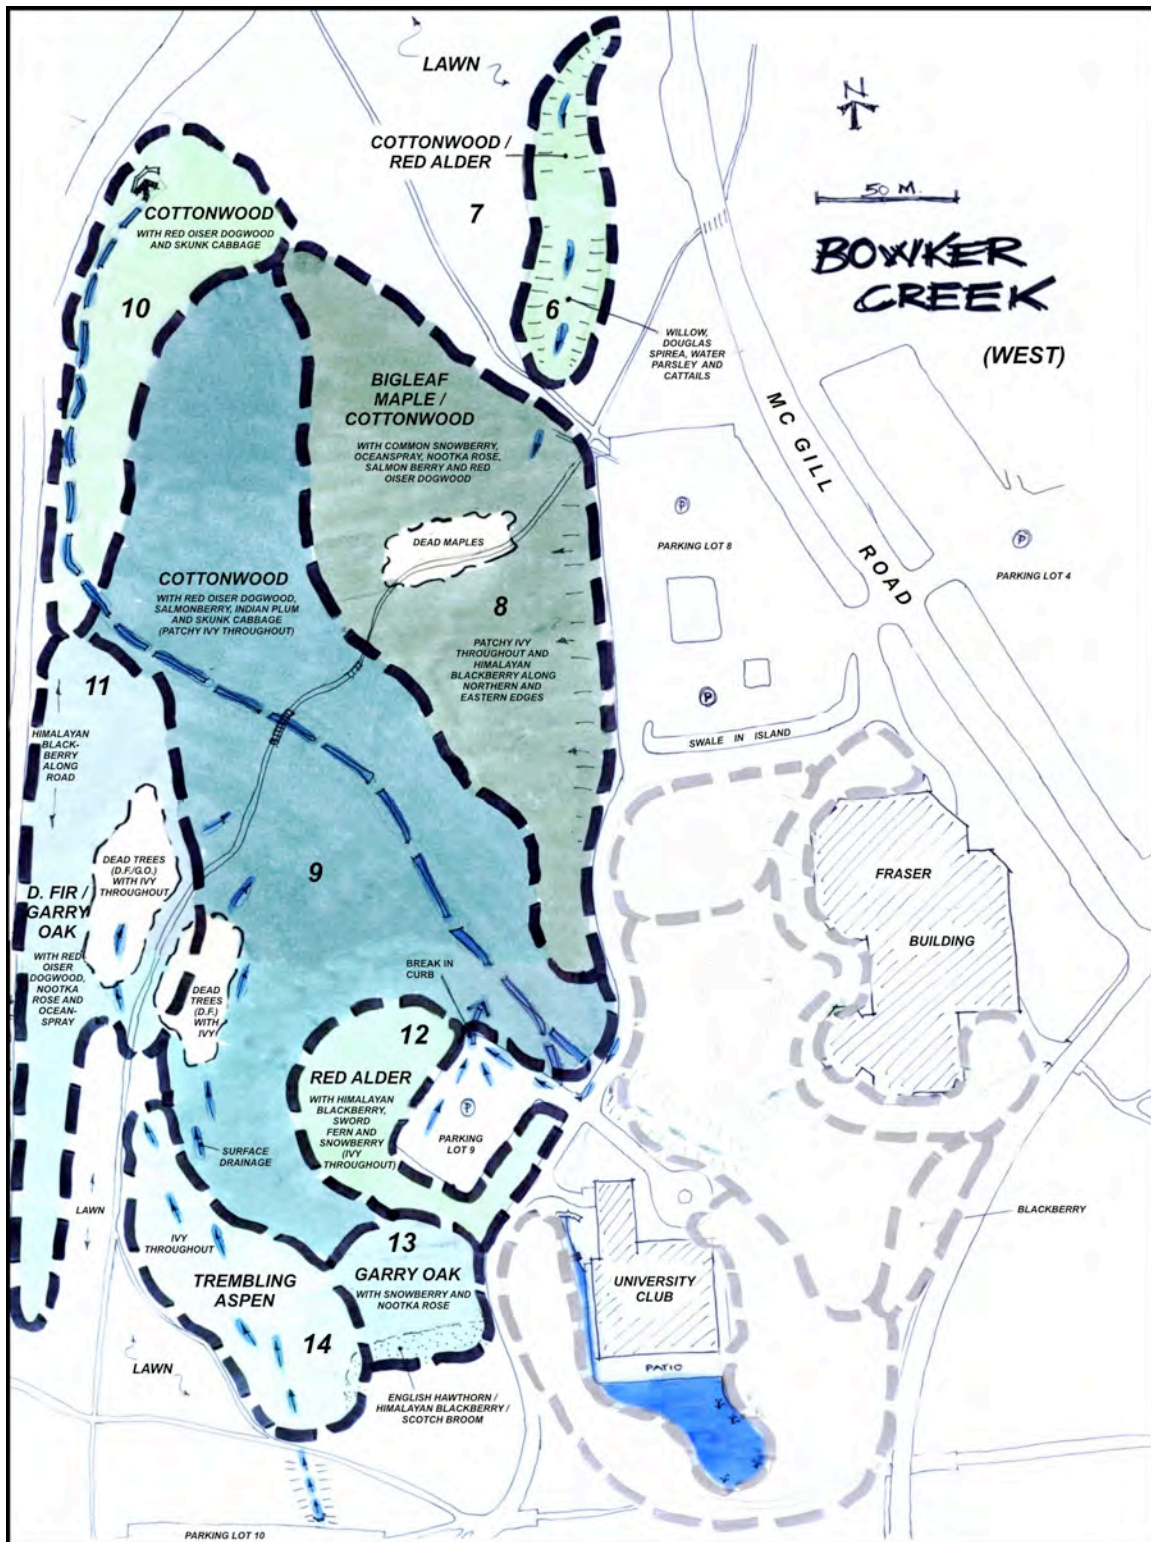 LAWN
N
COTTONWOOD /
RED ALDER
50 M.
7
COTTONWOOD
WITH RED OISER DOGWOOD
AND SKUNK CABBAGE
BOWKER
CREEK
(WEST)
10
6
WILLOW,
DOUGLAS
SPIREA, WATER
PARSLEY AND
CATTAILS
BIGLEAF
MAPLE /
COTTONWOOD
WITH COMMON SNOWBERRY,
OCEANSPRAY, NOOTKA ROSE,
SALMON BERRY AND RED
OISER DOGWOOD
MC GILL
ROAD
P
PARKING LOT 8
P
PARKING LOT 4
DEAD MAPLES
COTTONWOOD
WITH RED OISER DOGWOOD,
SALMONBERRY, INDIAN PLUM
AND SKUNK CABBAGE
(PATCHY IVY THROUGHOUT)
8
PATCHY IVY
THROUGHOUT AND
HIMALAYAN
BLACKBERRY ALONG
NORTHERN AND
EASTERN EDGES
11
P
HIMALAYAN
BLACK-
BERRY
ALONG
ROAD
SWALE IN ISLAND
DEAD TREES
(D.F./G.O.)
WITH IVY
THROUGHOUT
9
FRASER
BUILDING
D. FIR /
GARRY
OAK
WITH RED
OISER
DOGWOOD,
NOOTKA
ROSE AND
OCEAN-
SPRAY
BREAK IN
CURB
DEAD
TREES
(D.F.)
WITH
IVY
12
RED ALDER
WITH HIMALAYAN
BLACKBERRY,
SWORD
FERN AND
SNOWBERRY
(IVY
THROUGHOUT)
P
PARKING
LOT 9
SURFACE
DRAINAGE
LAWN
BLACKBERRY
IVY
THROUGHOUT
13
GARRY OAK
WITH SNOWBERRY AND
NOOTKA ROSE
TREMBLING
ASPEN
UNIVERSITY
CLUB
14
PATIO
LAWN
ENGLISH HAWTHORN /
HIMALAYAN BLACKBERRY /
SCOTCH BROOM
PARKING LOT 10